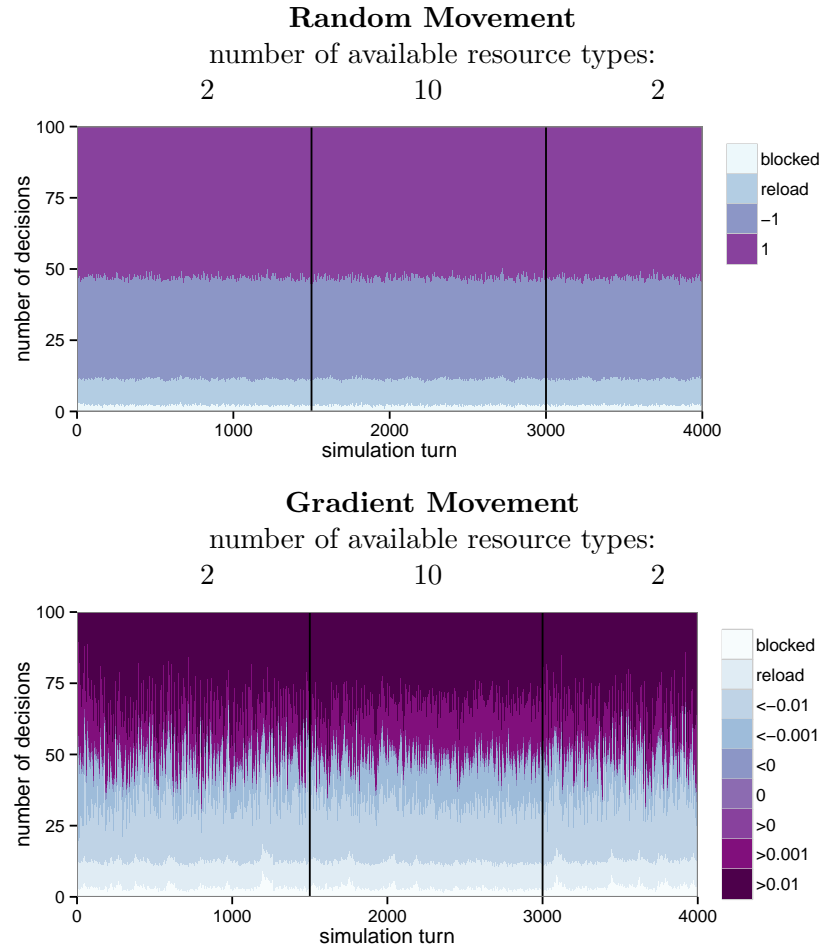 Random Movement
number of available resource types:
2 10 2
100
75
50
25
0
number of decisions
0 1000 2000 3000 4000
simulation turn
blocked
reload
−1
1
Gradient Movement
number of available resource types:
2 10 2
100
75
50
25
0
number of decisions
0 1000 2000 3000 4000
simulation turn
blocked
reload
<−0.01
<−0.001
<0
0
>0
>0.001
>0.01